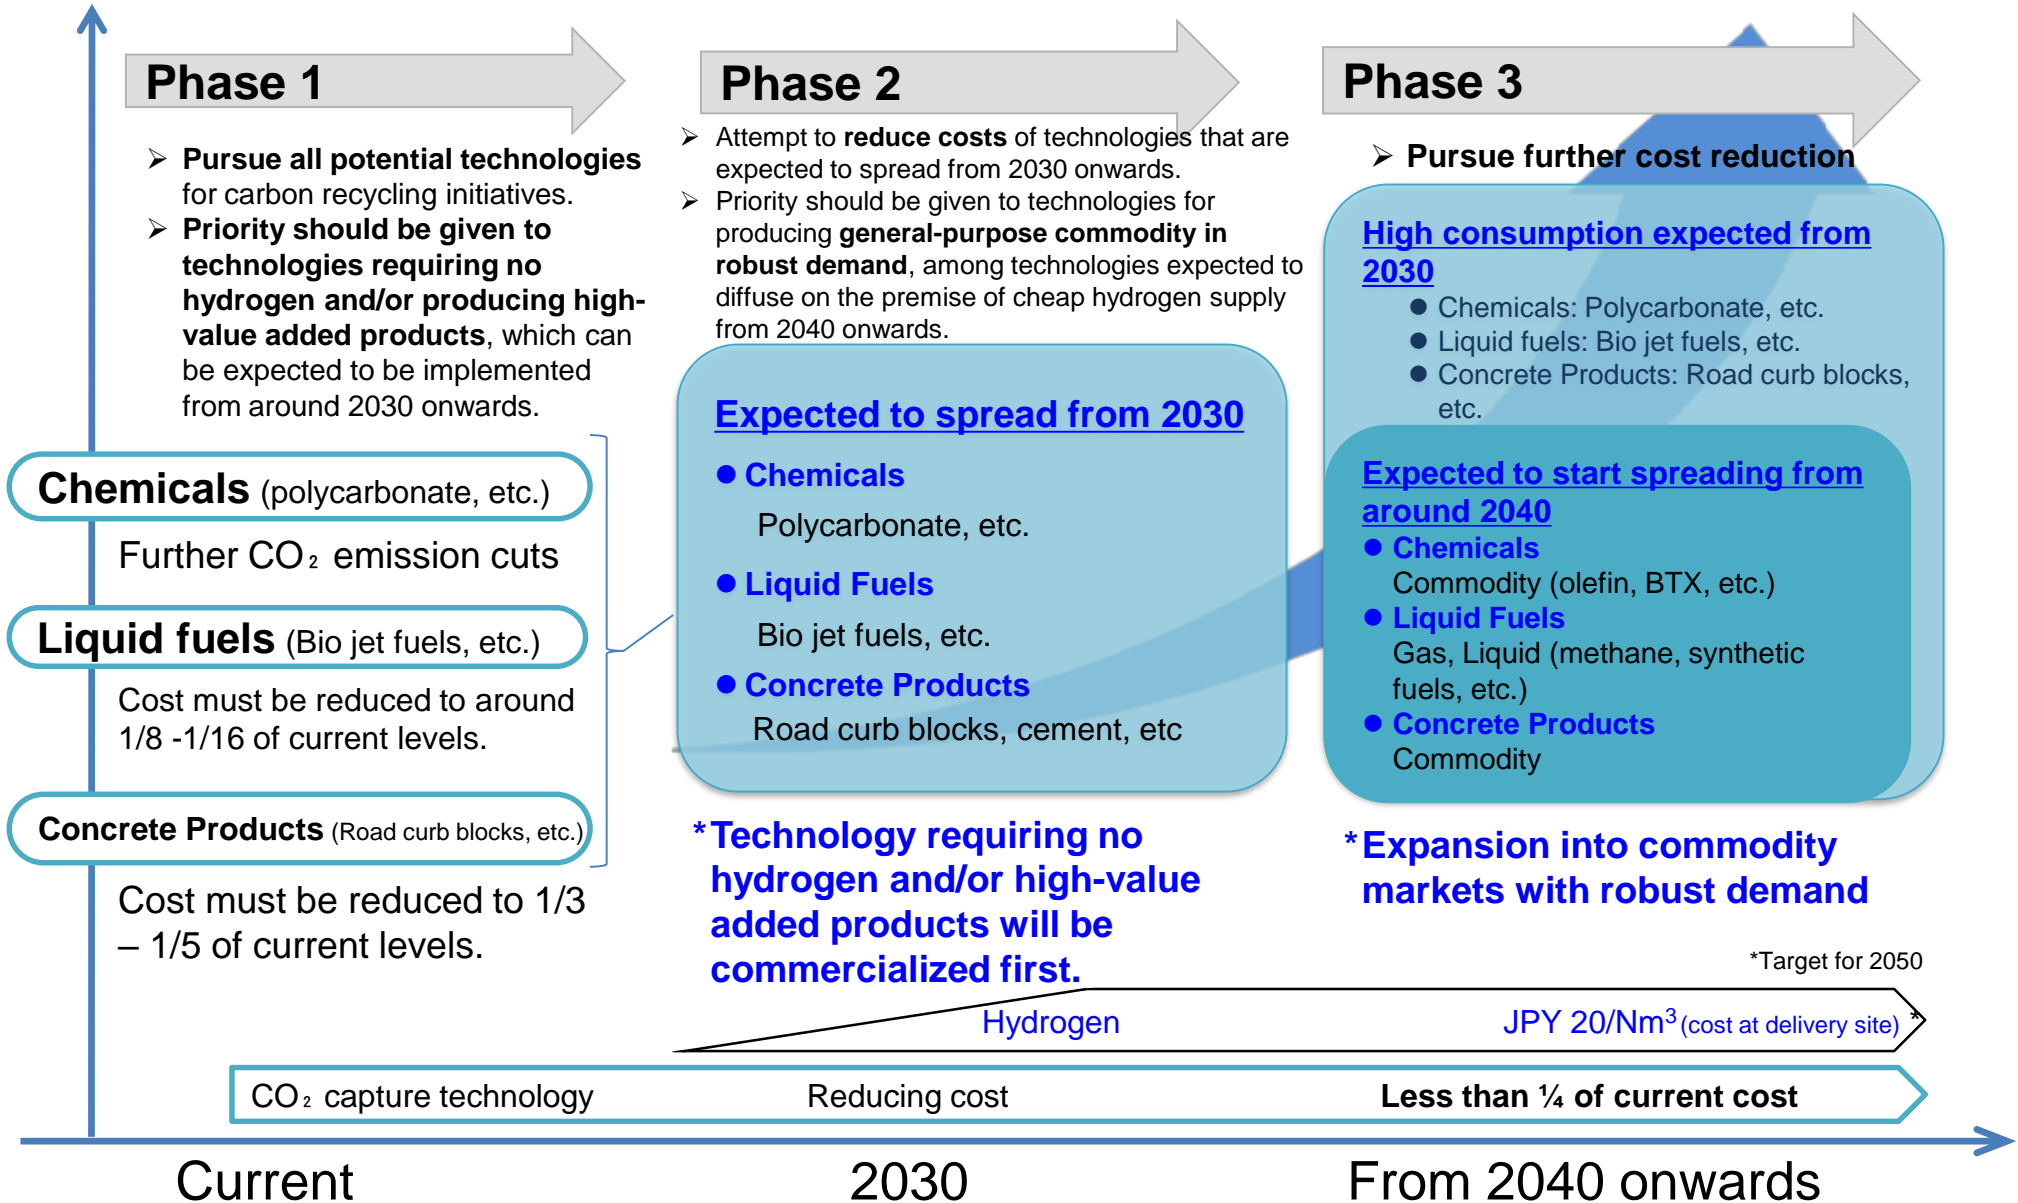 Phase 1
➢ Pursue all potential technologies
for carbon recycling initiatives.
➢ Priority should be given to
technologies requiring no
hydrogen and/or producing high-
value added products, which can
be expected to be implemented
from around 2030 onwards.
Chemicals (polycarbonate, etc.)
Further CO₂ emission cuts
Liquid fuels (Bio jet fuels, etc.)
Cost must be reduced to around
1/8 -1/16 of current levels.
Concrete Products (Road curb blocks, etc.)
Cost must be reduced to 1/3
– 1/5 of current levels.
Phase 2
➢ Attempt to reduce costs of technologies that are
expected to spread from 2030 onwards.
➢ Priority should be given to technologies for
producing general-purpose commodity in
robust demand, among technologies expected to
diffuse on the premise of cheap hydrogen supply
from 2040 onwards.
Expected to spread from 2030
● Chemicals
Polycarbonate, etc.
● Liquid Fuels
Bio jet fuels, etc.
● Concrete Products
Road curb blocks, cement, etc
*Technology requiring no
hydrogen and/or high-value
added products will be
commercialized first.
Phase 3
➢ Pursue further cost reduction
High consumption expected from
2030
● Chemicals: Polycarbonate, etc.
● Liquid fuels: Bio jet fuels, etc.
● Concrete Products: Road curb blocks,
etc.
Expected to start spreading from
around 2040
● Chemicals
Commodity (olefin, BTX, etc.)
● Liquid Fuels
Gas, Liquid (methane, synthetic
fuels, etc.)
● Concrete Products
Commodity
*Expansion into commodity
markets with robust demand
*Target for 2050
Hydrogen JPY 20/Nm³ (cost at delivery site) *
CO₂ capture technology Reducing cost Less than ¼ of current cost
Current 2030 From 2040 onwards